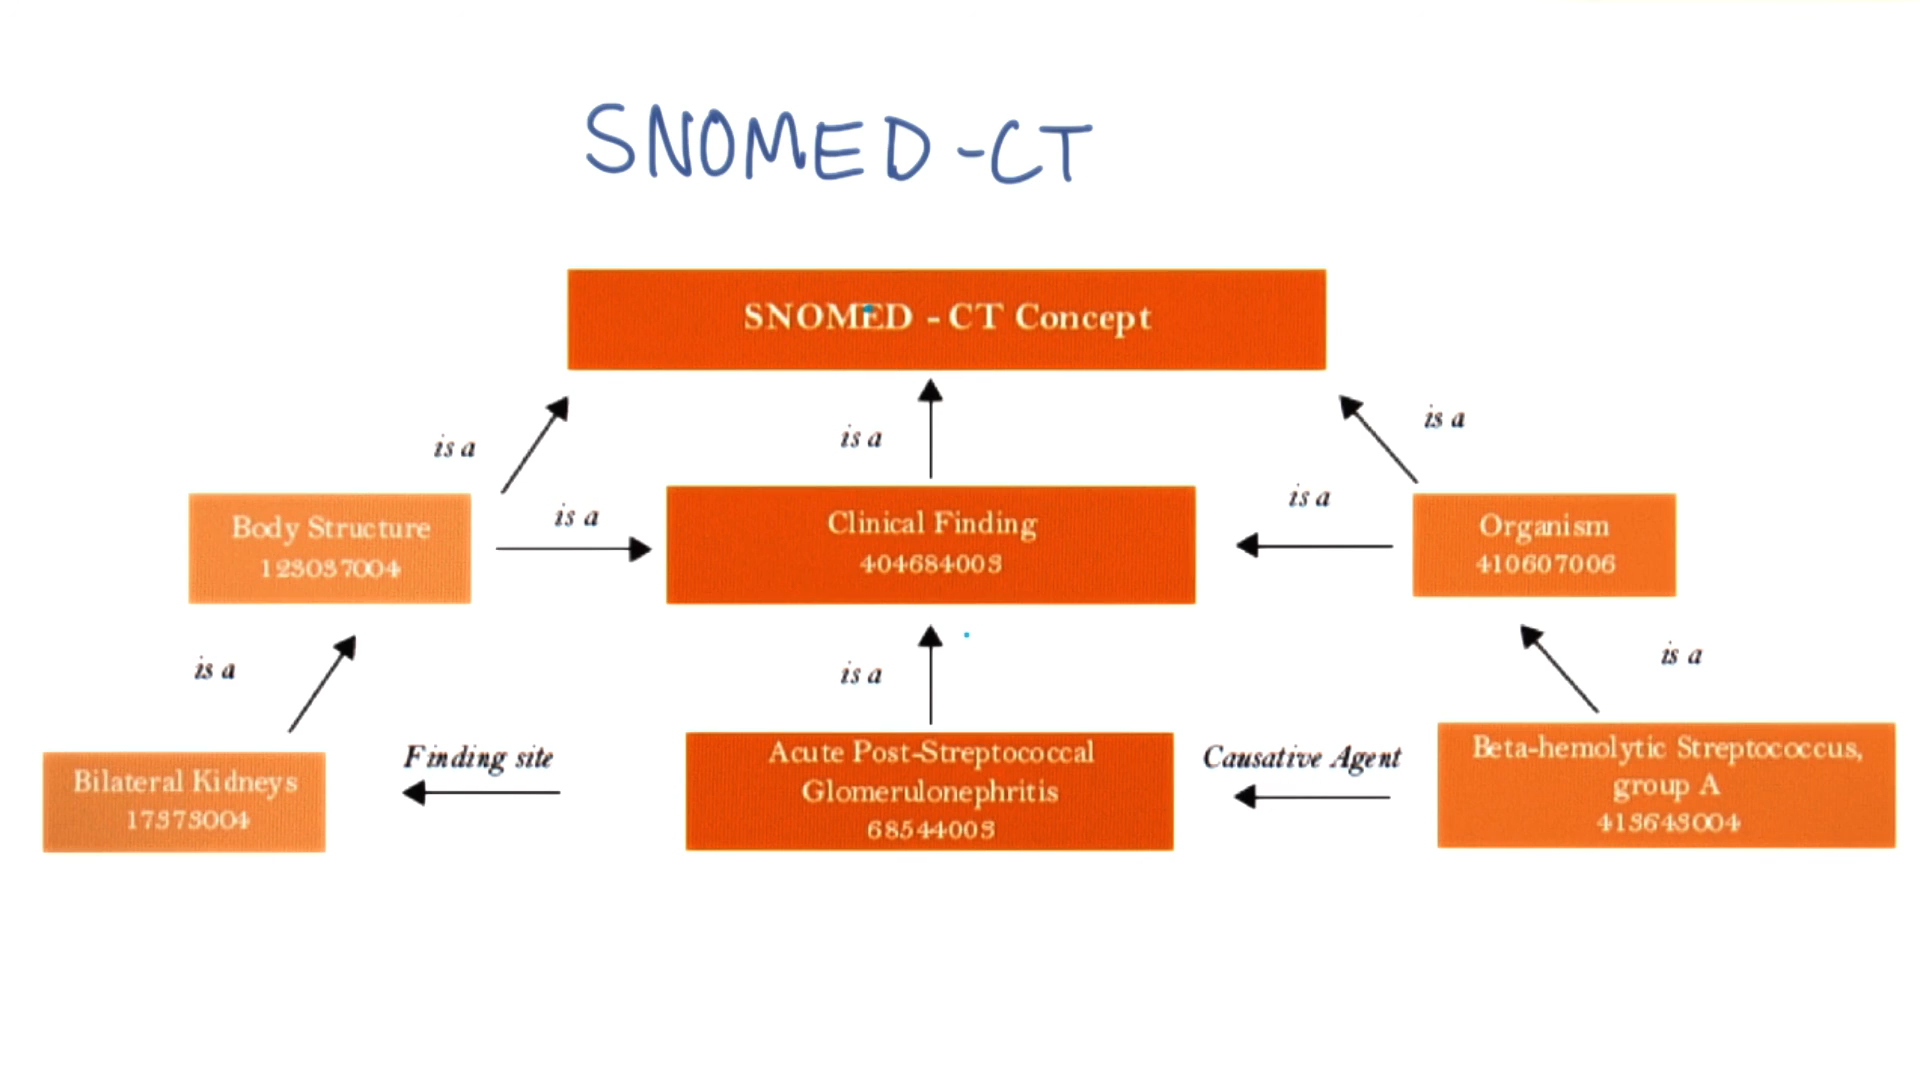 SNOMED-CT
SNOMED - CT Concept
is a
is a
is a
is a
is a
Body Structure
123037004
Clinical Finding
404684003
Organism
410607006
is a
is a
is a
Bilateral Kidneys
17373004
Finding site
Acute Post-Streptococcal
Glomerulonephritis
68544003
Causative Agent
Beta-hemolytic Streptococcus,
group A
413643004